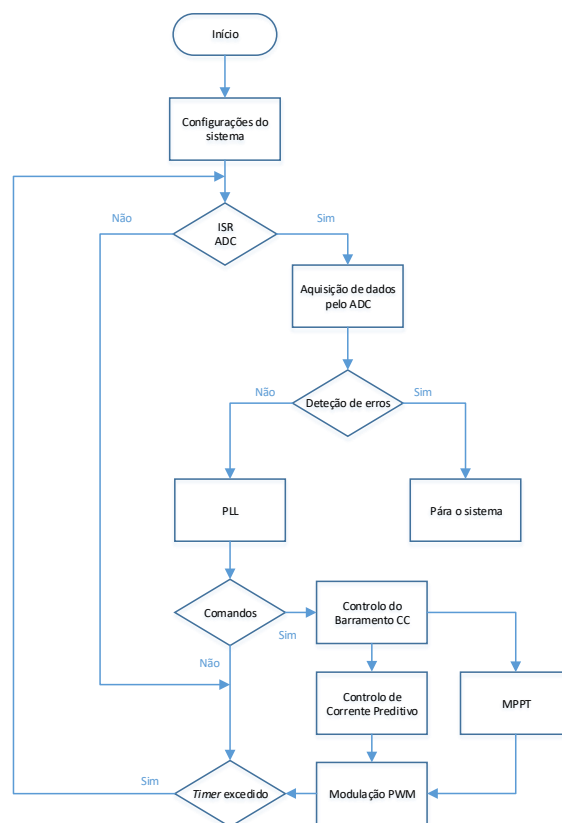 Início
Configurações do
sistema
Não
ISR
ADC
Sim
Aquisição de dados
pelo ADC
Não
Deteção de erros
Sim
PLL
Pára o sistema
Comandos
Sim
Controlo do
Barramento CC
Não
Controlo de
Corrente Preditivo
MPPT
Sim
Timer excedido
Modulação PWM